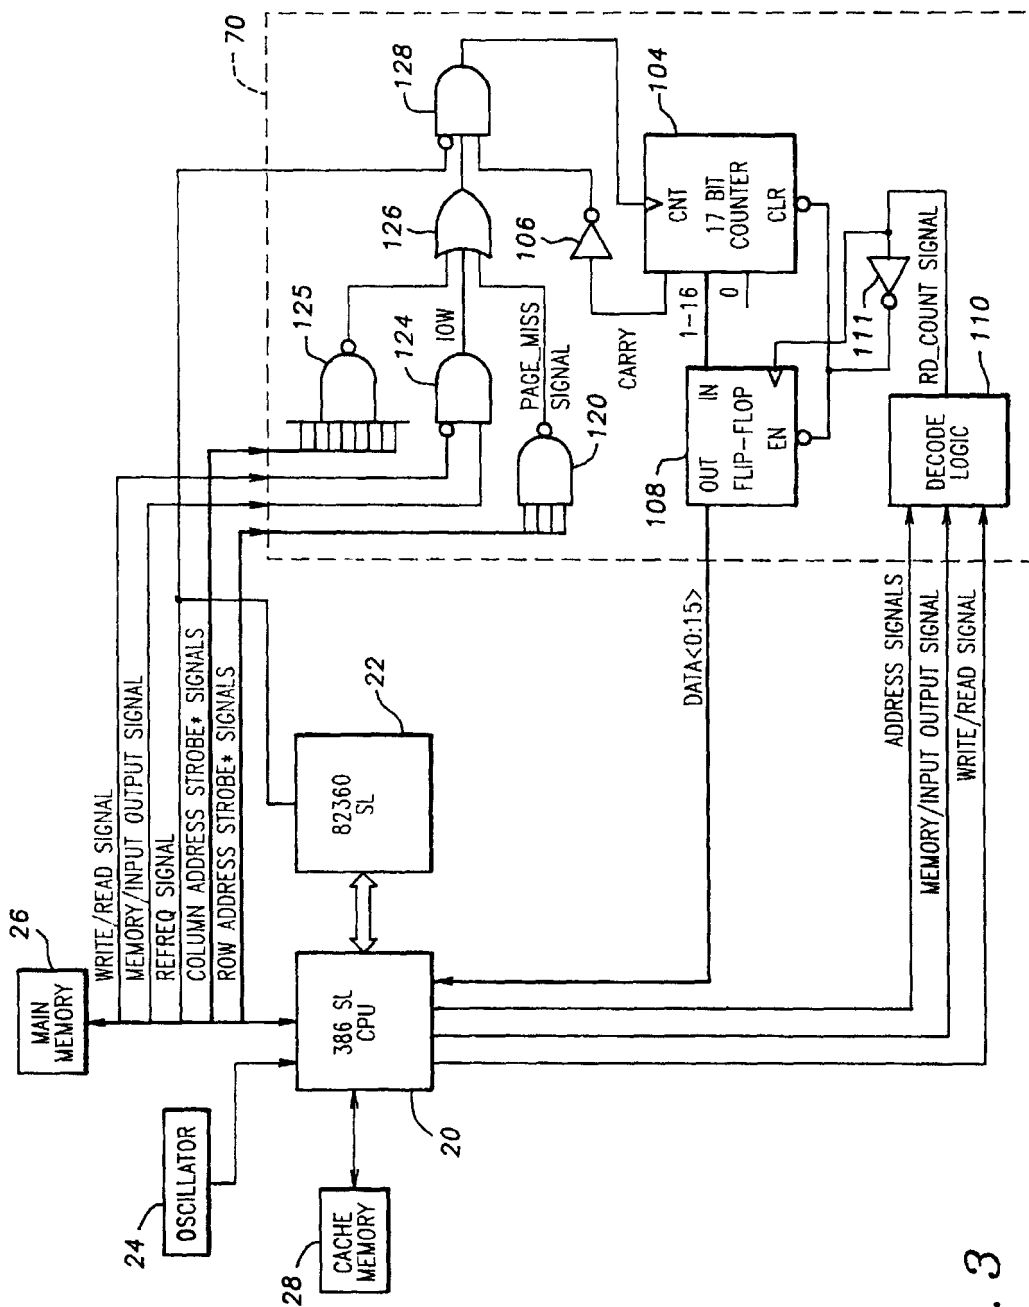 26
MAIN
MEMORY
24
OSCILLATOR
28
CACHE
MEMORY
20
386 SL
CPU
22
82360
SL
WRITE/READ SIGNAL
MEMORY/INPUT OUTPUT SIGNAL
REFREQ SIGNAL
COLUMN ADDRESS STROBE* SIGNALS
ROW ADDRESS STROBE* SIGNALS
70
125
124
IOW
PAGE_MISS
SIGNAL
120
126
128
106
CARRY
104
CNT
17 BIT
COUNTER
CLR
1-16
0
108
OUT IN
FLIP-FLOP
EN
DATA<0:15>
111
RD_COUNT SIGNAL
110
DECODE
LOGIC
ADDRESS SIGNALS
MEMORY/INPUT OUTPUT SIGNAL
WRITE/READ SIGNAL
. 3